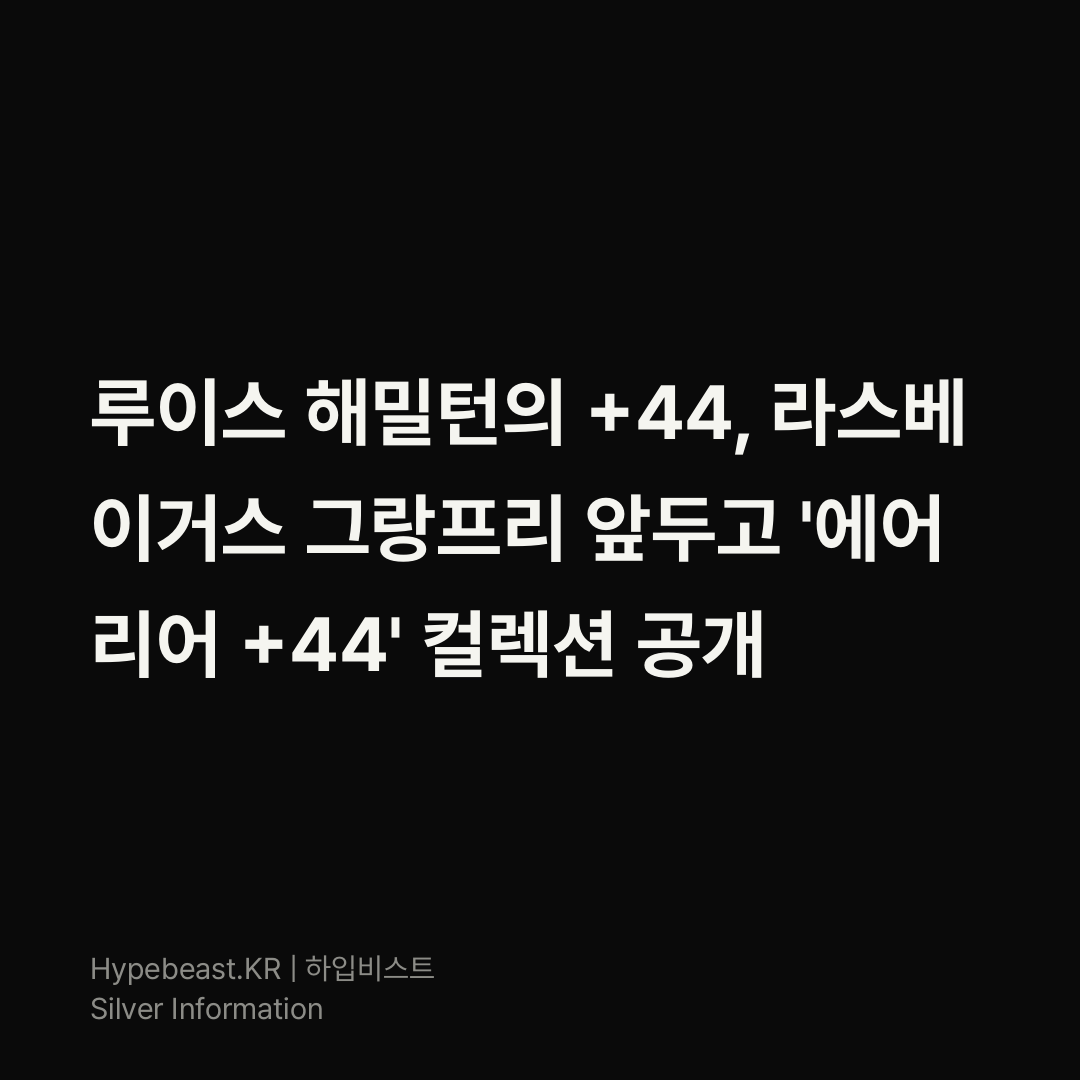 루이스 해밀턴의 +44, 라스베
이거스 그랑프리 앞두고 '에어
리어 +44' 컬렉션 공개
Hypebeast.KR | 하입비스트
Silver Information